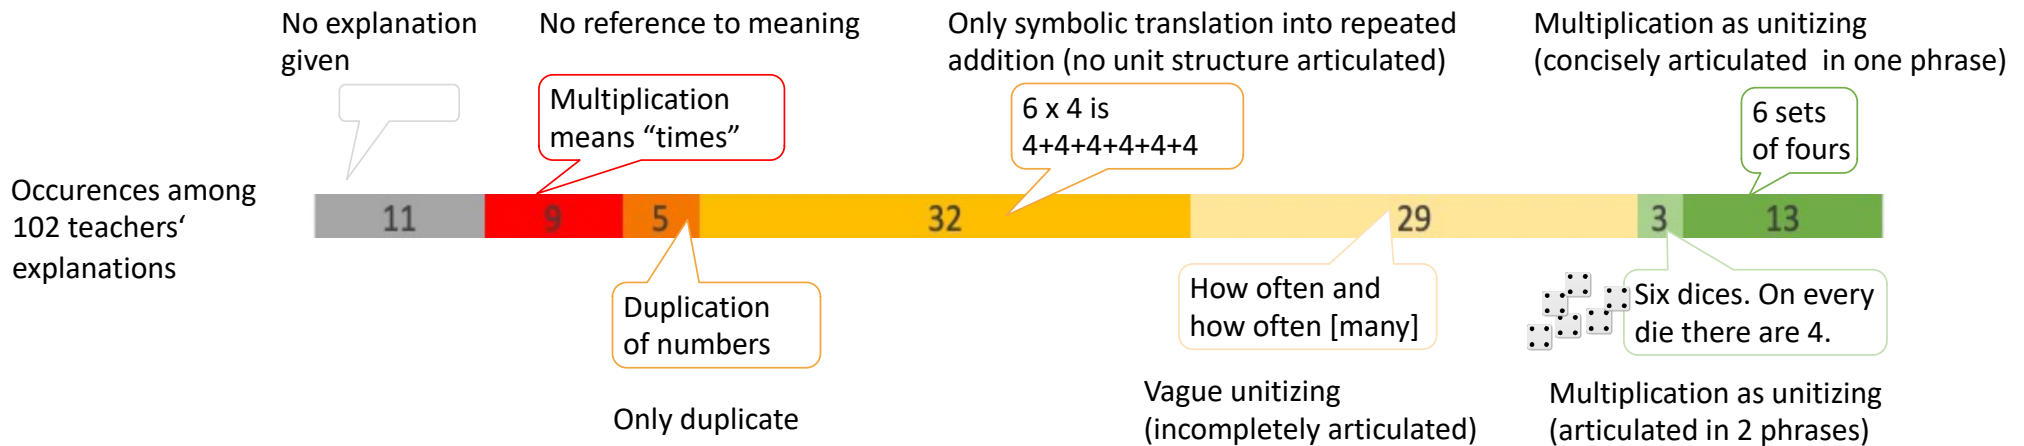 No explanation
given
No reference to meaning
Only symbolic translation into repeated
addition (no unit structure articulated)
Multiplication as unitizing
(concisely articulated  in one phrase)
Multiplication
means “times”
6 x 4 is
4+4+4+4+4+4
6 sets
of fours
Occurences among
102 teachers‘
explanations
11
9
5
32
29
3
13
Duplication
of numbers
How often and
how often [many]
Six dices. On every
die there are 4.
Only duplicate
Vague unitizing
(incompletely articulated)
Multiplication as unitizing
(articulated in 2 phrases)